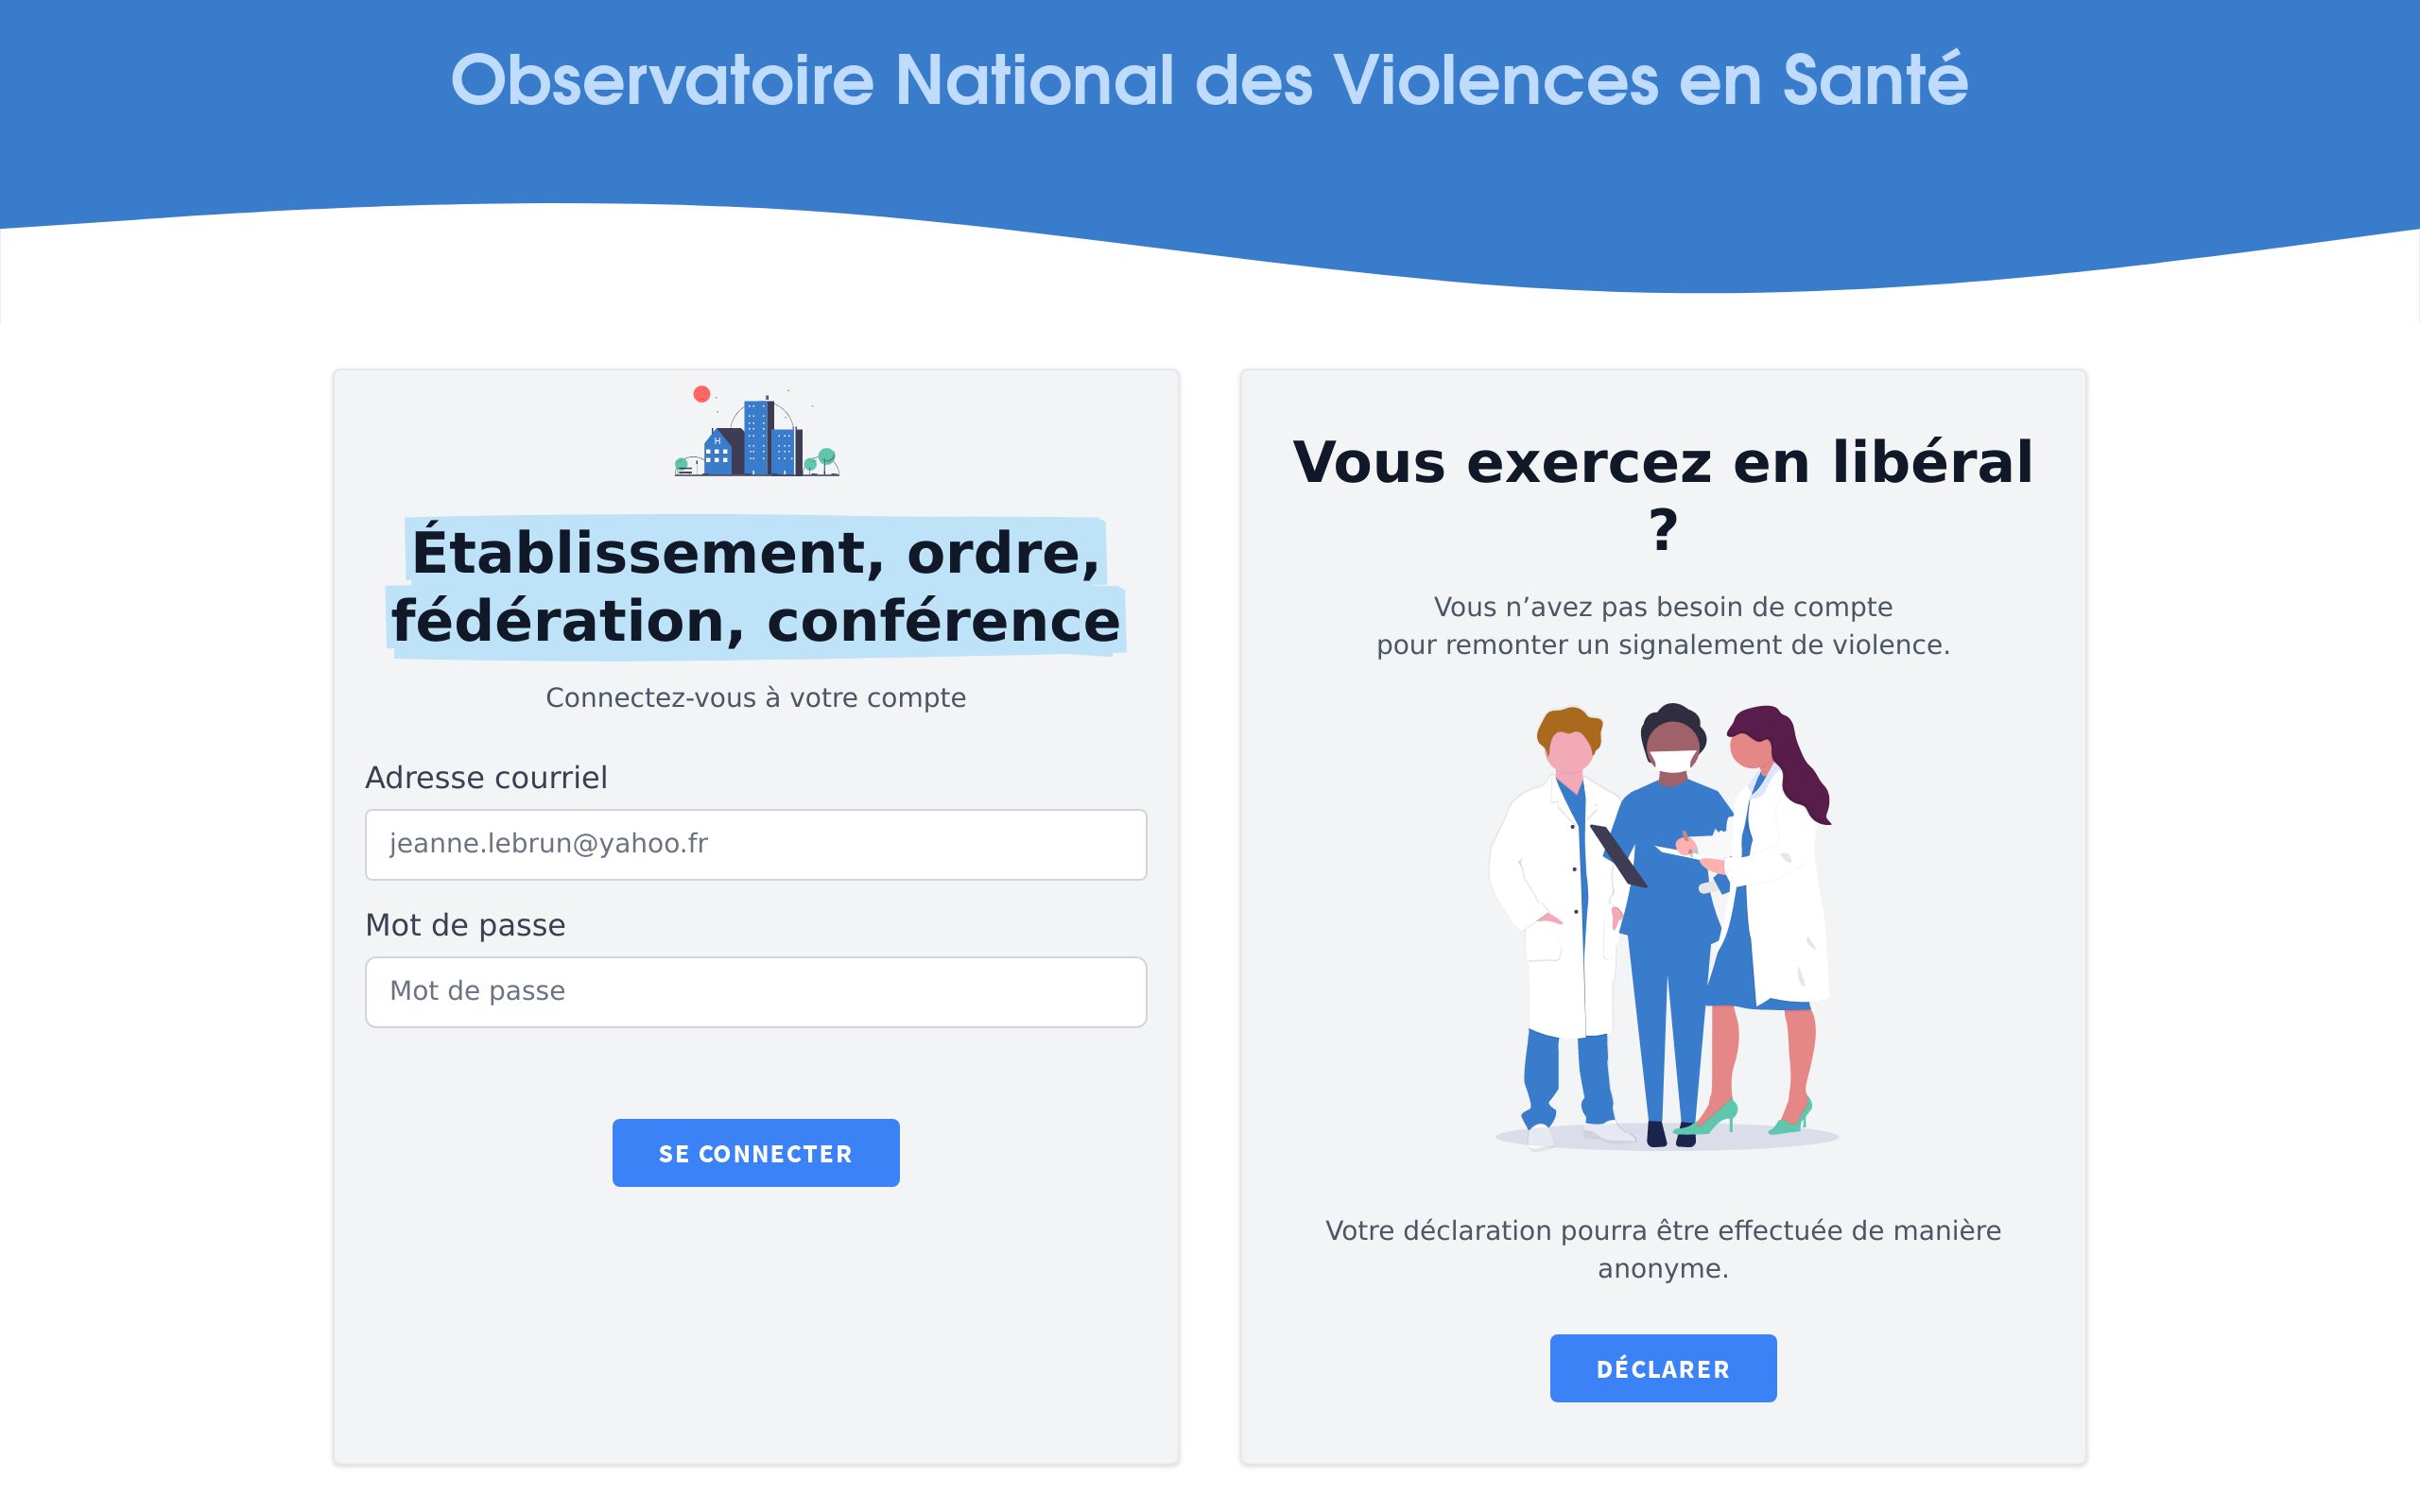 Observatoire National des Violences en Santé
H
Établissement, ordre,
fédération, conférence
Connectez-vous à votre compte
Adresse courriel
jeanne.lebrun@yahoo.fr
Mot de passe
Mot de passe
SE CONNECTER
Vous exercez en libéral
?
Vous n’avez pas besoin de compte
pour remonter un signalement de violence.
Votre déclaration pourra être effectuée de manière
anonyme.
DÉCLARER